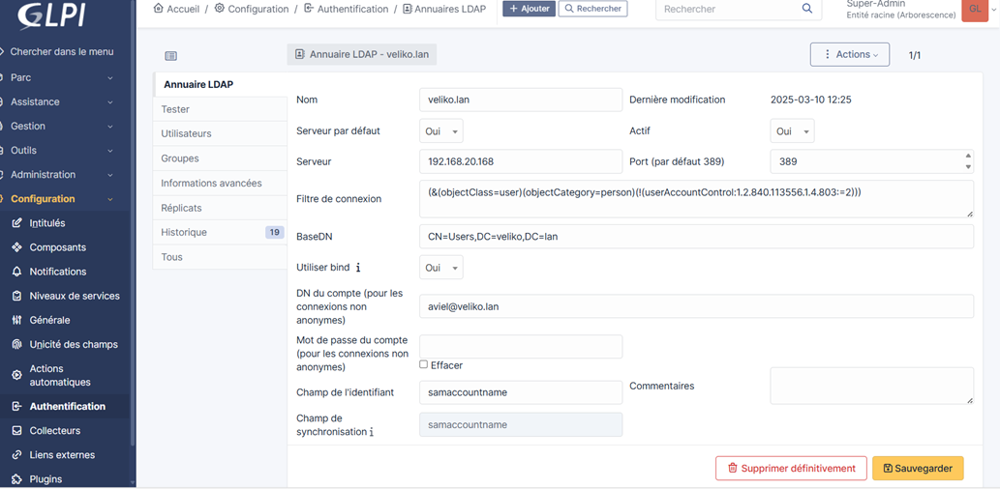 GLPI
Accueil / Configuration / Authentification / Annuaires LDAP
+ Ajouter
Rechercher
Rechercher
Super-Admin
Entité racine (Arborescence)
GL
Chercher dans le menu
Parc
Assistance
Gestion
Outils
Administration
Configuration
Intitulés
Composants
Notifications
Niveaux de services
Générale
Unicité des champs
Actions
automatiques
Authentification
Collecteurs
Liens externes
Plugins
Annuaire LDAP - veliko.lan
Actions
1/1
Annuaire LDAP
Tester
Utilisateurs
Groupes
Informations avancées
Réplicats
Historique 19
Tous
Nom veliko.lan Dernière modification 2025-03-10 12:25
Serveur par défaut Oui Actif Oui
Serveur 192.168.20.168 Port (par défaut 389) 389
Filtre de connexion (&(objectClass=user)(objectCategory=person)(!(userAccountControl:1.2.840.113556.1.4.803:=2)))
BaseDN CN=Users,DC=veliko,DC=lan
Utiliser bind i Oui
DN du compte (pour les
connexions non
anonymes)
aviel@veliko.lan
Mot de passe du compte
(pour les connexions non
anonymes)
Effacer
Champ de l'identifiant samaccountname
Commentaires
Champ de
synchronisation i
samaccountname
Supprimer définitivement
Sauvegarder